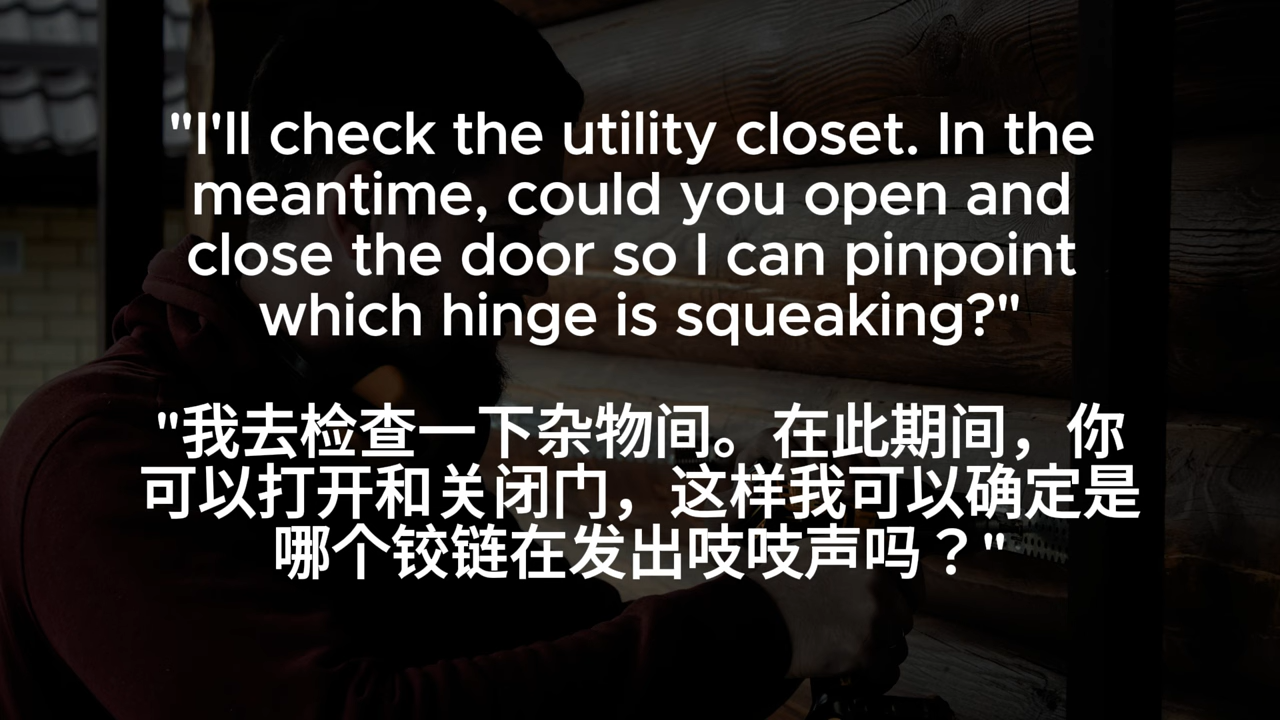 "I'll check the utility closet. In the
meantime, could you open and
close the door so I can pinpoint
which hinge is squeaking?"
"我去检查一下杂物间。在此期间，你
可以打开和关闭门，这样我可以确定是
哪个铰链在发出吱吱声吗？"